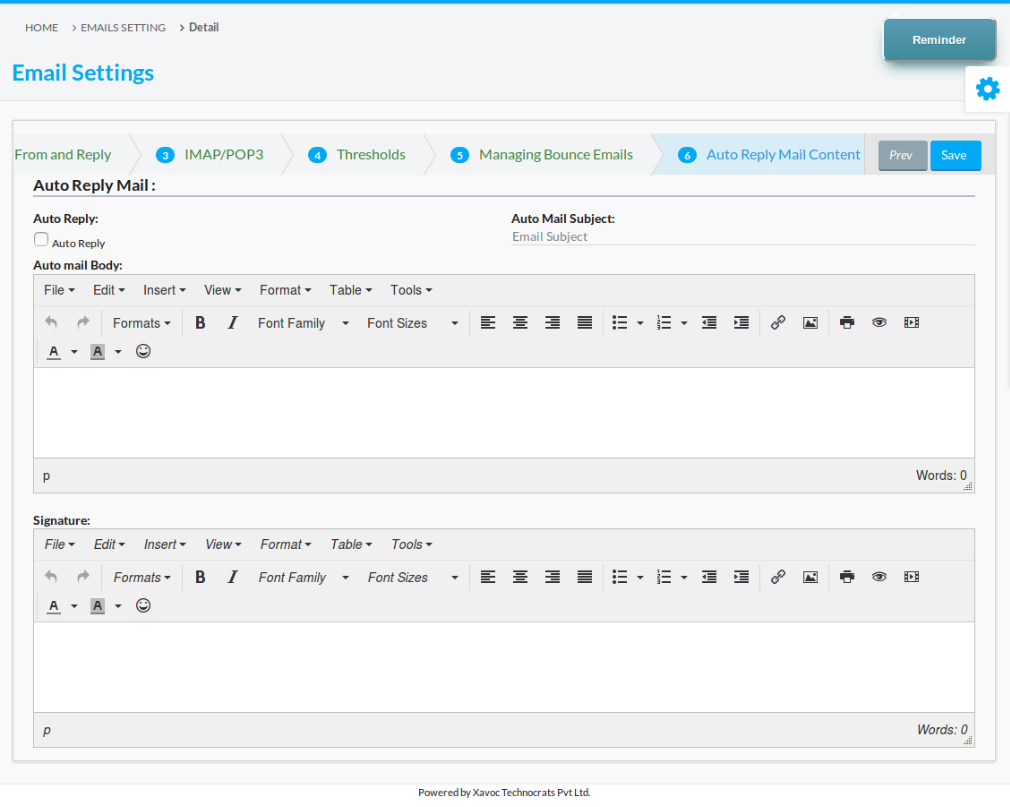 HOME > EMAILS SETTING > Detail
Reminder
Email Settings
From and Reply 3 IMAP/POP3 4 Thresholds 5 Managing Bounce Emails 6 Auto Reply Mail Content Prev Save
Auto Reply Mail :
Auto Reply: Auto Mail Subject:
Auto Reply Email Subject
Auto mail Body:
File Edit Insert View Format Table Tools
Formats B I Font Family Font Sizes
A A
p Words: 0
Signature:
File Edit Insert View Format Table Tools
Formats B I Font Family Font Sizes
A A
p Words: 0
Powered by Xavoc Technocrats Pvt Ltd.